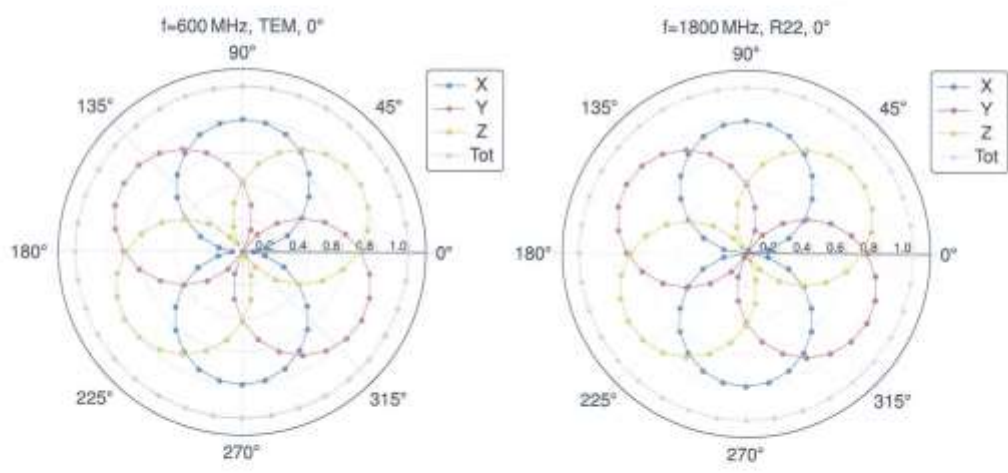 f=600 MHz, TEM, 0°
90°
135°
45°
X
Y
Z
Tot
180°
0.2 0.4 0.6 0.8 1.0
0°
225°
315°
270°
f=1800 MHz, R22, 0°
90°
135°
45°
X
Y
Z
Tot
180°
0.2 0.4 0.6 0.8 1.0
0°
225°
315°
270°